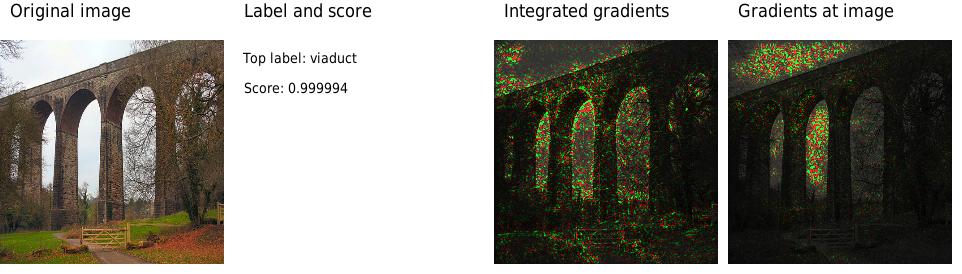 Original image
Label and score
Integrated gradients
Gradients at image
Top label: viaduct
Score: 0.999994